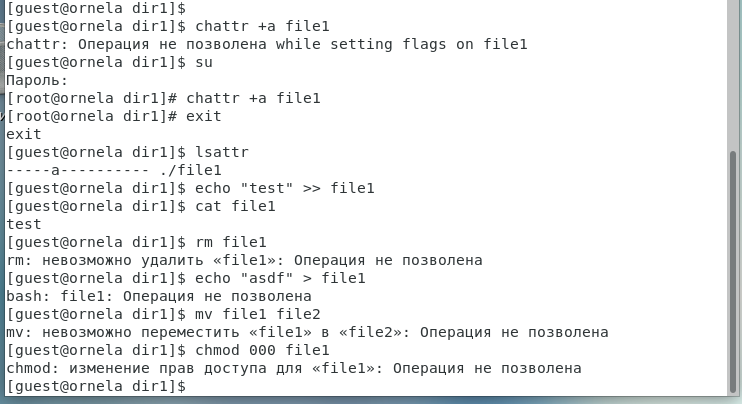 [guest@ornela dir1]$
[guest@ornela dir1]$ chattr +a file1
chattr: Операция не позволена while setting flags on file1
[guest@ornela dir1]$ su
Пароль:
[root@ornela dir1]# chattr +a file1
[root@ornela dir1]# exit
exit
[guest@ornela dir1]$ lsattr
-----a---------- ./file1
[guest@ornela dir1]$ echo "test" >> file1
[guest@ornela dir1]$ cat file1
test
[guest@ornela dir1]$ rm file1
rm: невозможно удалить «file1»: Операция не позволена
[guest@ornela dir1]$ echo "asdf" > file1
bash: file1: Операция не позволена
[guest@ornela dir1]$ mv file1 file2
mv: невозможно переместить «file1» в «file2»: Операция не позволена
[guest@ornela dir1]$ chmod 000 file1
chmod: изменение прав доступа для «file1»: Операция не позволена
[guest@ornela dir1]$